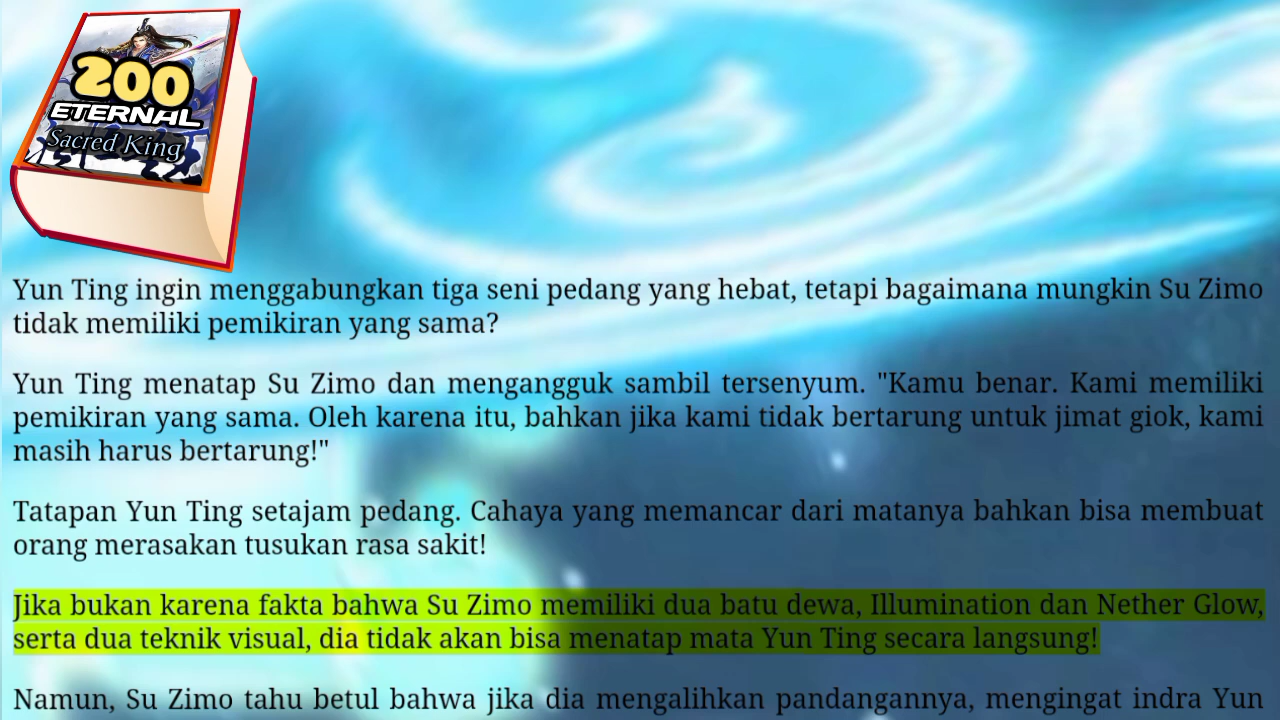 200
ETERNAL
Sacred King
Yun Ting ingin menggabungkan tiga seni pedang yang hebat, tetapi bagaimana mungkin Su Zimo
tidak memiliki pemikiran yang sama?
Yun Ting menatap Su Zimo dan mengangguk sambil tersenyum. "Kamu benar. Kami memiliki
pemikiran yang sama. Oleh karena itu, bahkan jika kami tidak bertarung untuk jimat giok, kami
masih harus bertarung!"
Tatapan Yun Ting setajam pedang. Cahaya yang memancar dari matanya bahkan bisa membuat
orang merasakan tusukan rasa sakit!
Jika bukan karena fakta bahwa Su Zimo memiliki dua batu dewa, Illumination dan Nether Glow,
serta dua teknik visual, dia tidak akan bisa menatap mata Yun Ting secara langsung!
Namun, Su Zimo tahu betul bahwa jika dia mengalihkan pandangannya, mengingat indra Yun